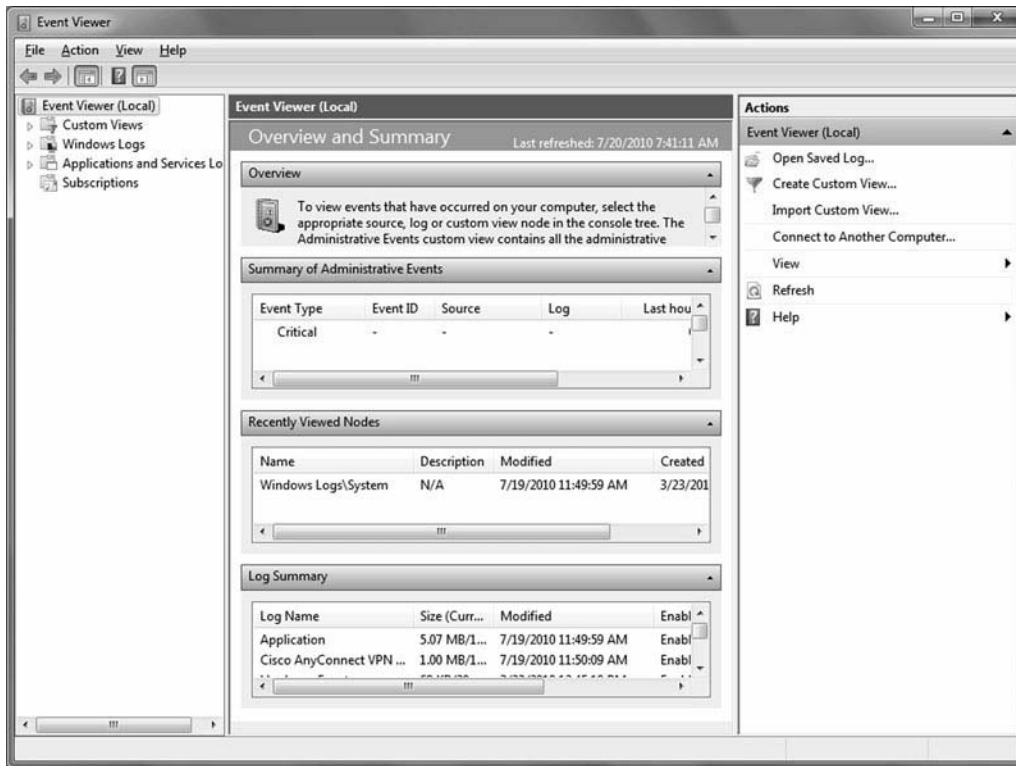 Event Viewer
File Action View Help
Event Viewer (Local)
Custom Views
Windows Logs
Applications and Services Lo
Subscriptions
Event Viewer (Local)
Overview and Summary Last refreshed: 7/20/2010 7:41:11 AM
Overview
To view events that have occurred on your computer, select the
appropriate source, log or custom view node in the console tree. The
Administrative Events custom view contains all the administrative
Summary of Administrative Events
Event Type Event ID Source Log Last hou
Critical - - -
Recently Viewed Nodes
Name Description Modified Created
Windows Logs\System N/A 7/19/2010 11:49:59 AM 3/23/201
Log Summary
Log Name Size (Curr... Modified Enabl
Application 5.07 MB/1... 7/19/2010 11:49:59 AM Enabl
Cisco AnyConnect VPN ... 1.00 MB/1... 7/19/2010 11:50:09 AM Enabl
Actions
Event Viewer (Local)
Open Saved Log...
Create Custom View...
Import Custom View...
Connect to Another Computer...
View
Refresh
Help